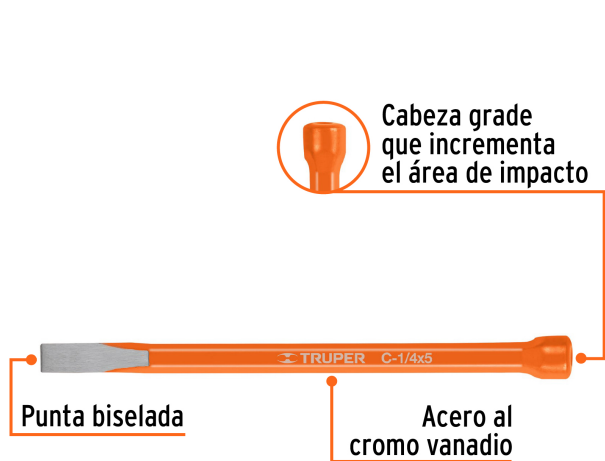 Cabeza grade
que incrementa
el área de impacto
TRUPER C-1/4x5
Punta biselada
Acero al
cromo vanadio